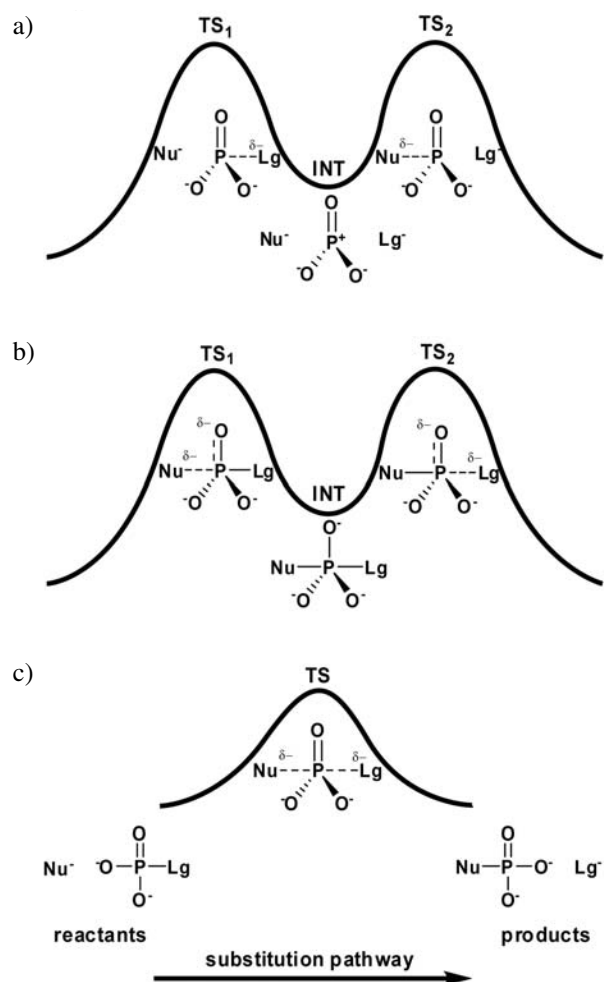 a)
TS₁ TS₂
O O
Nu⁻ P δ− Lg Nu δ− P Lg⁻
⁻O O⁻ INT ⁻O O⁻
O
Nu⁻ P⁺ Lg⁻
⁻O O⁻
b)
TS₁ TS₂
δ− O δ− O
δ− δ−
Nu P Lg Nu P Lg
⁻O O⁻ INT ⁻O O⁻
O⁻
Nu P Lg
⁻O O⁻
c)
TS
O
Nu δ− P δ− Lg
⁻O O⁻
O O
Nu⁻ ⁻O P Lg Nu P O⁻ Lg⁻
O⁻ O⁻
reactants products
substitution pathway